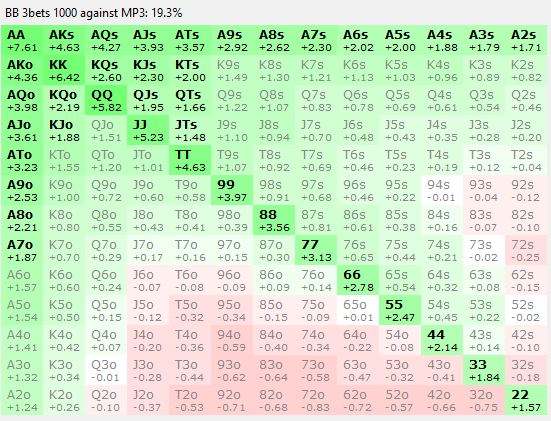 BB 3bets 1000 against MP3: 19.3%
AA AKs AQs AJs ATs A9s A8s A7s A6s A5s A4s A3s A2s
+7.61 +4.63 +4.27 +3.93 +3.57 +2.92 +2.62 +2.30 +2.02 +2.00 +1.88 +1.79 +1.71
AKo KK KQs KJs KTs K9s K8s K7s K6s K5s K4s K3s K2s
+4.36 +6.42 +2.60 +2.30 +2.00 +1.49 +1.30 +1.21 +1.13 +1.03 +0.96 +0.89 +0.82
AQo KQo QQ QJs QTs Q9s Q8s Q7s Q6s Q5s Q4s Q3s Q2s
+3.98 +2.19 +5.82 +1.95 +1.66 +1.22 +1.07 +0.83 +0.78 +0.69 +0.61 +0.54 +0.46
AJo KJo QJo JJ JTs J9s J8s J7s J6s J5s J4s J3s J2s
+3.61 +1.88 +1.51 +5.23 +1.48 +1.10 +0.94 +0.70 +0.48 +0.43 +0.35 +0.28 +0.20
ATo KTo QTo JTo TT T9s T8s T7s T6s T5s T4s T3s T2s
+3.23 +1.55 +1.20 +1.01 +4.63 +1.07 +0.92 +0.69 +0.46 +0.23 +0.19 +0.12 +0.04
A9o K9o Q9o J9o T9o 99 98s 97s 96s 95s 94s 93s 92s
+2.53 +1.00 +0.72 +0.60 +0.58 +3.97 +0.91 +0.68 +0.46 +0.22 -0.01 -0.04 -0.12
A8o K8o Q8o J8o T8o 98o 88 87s 86s 85s 84s 83s 82s
+2.21 +0.80 +0.55 +0.43 +0.41 +0.39 +3.56 +0.81 +0.61 +0.38 +0.16 -0.07 -0.10
A7o K7o Q7o J7o T7o 97o 87o 77 76s 75s 74s 73s 72s
+1.87 +0.70 +0.29 +0.17 +0.16 +0.15 +0.30 +3.13 +0.65 +0.44 +0.21 -0.02 -0.25
A6o K6o Q6o J6o T6o 96o 86o 76o 66 65s 64s 63s 62s
+1.57 +0.60 +0.24 -0.07 -0.08 -0.09 +0.09 +0.14 +2.78 +0.54 +0.32 +0.08 -0.15
A5o K5o Q5o J5o T5o 95o 85o 75o 65o 55 54s 53s 52s
+1.54 +0.50 +0.15 -0.12 -0.32 -0.34 -0.15 -0.09 +0.01 +2.47 +0.45 +0.22 -0.02
A4o K4o Q4o J4o T4o 94o 84o 74o 64o 54o 44 43s 42s
+1.41 +0.42 +0.07 -0.20 -0.36 -0.59 -0.40 -0.34 -0.22 -0.08 +2.14 +0.14 -0.10
A3o K3o Q3o J3o T3o 93o 83o 73o 63o 53o 43o 33 32s
+1.32 +0.34 -0.01 -0.28 -0.44 -0.62 -0.64 -0.58 -0.47 -0.32 -0.41 +1.84 -0.18
A2o K2o Q2o J2o T2o 92o 82o 72o 62o 52o 42o 32o 22
+1.24 +0.26 -0.10 -0.37 -0.53 -0.71 -0.68 -0.83 -0.72 -0.57 -0.66 -0.75 +1.57